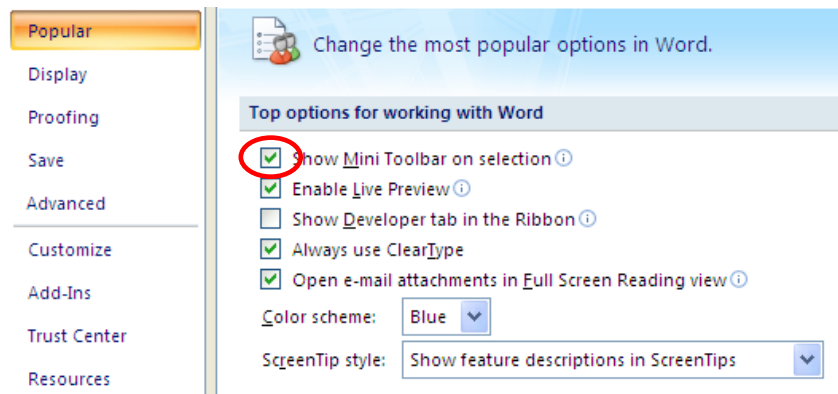 Popular
Display
Proofing
Save
Advanced
Customize
Add-Ins
Trust Center
Resources
Change the most popular options in Word.
Top options for working with Word
Show Mini Toolbar on selection
Enable Live Preview
Show Developer tab in the Ribbon
Always use ClearType
Open e-mail attachments in Full Screen Reading view
Color scheme: Blue
ScreenTip style: Show feature descriptions in ScreenTips